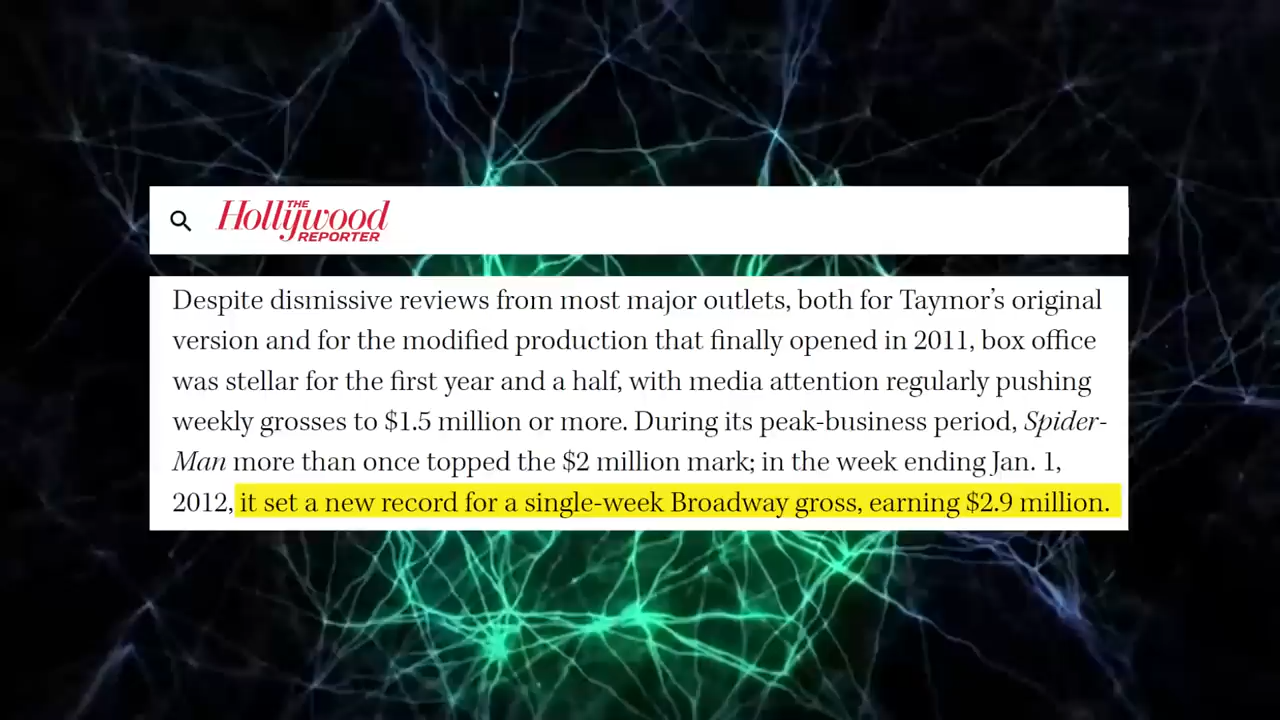 THE
Hollywood
REPORTER
Despite dismissive reviews from most major outlets, both for Taymor’s original
version and for the modified production that finally opened in 2011, box office
was stellar for the first year and a half, with media attention regularly pushing
weekly grosses to $1.5 million or more. During its peak-business period, Spider-
Man more than once topped the $2 million mark; in the week ending Jan. 1,
2012, it set a new record for a single-week Broadway gross, earning $2.9 million.